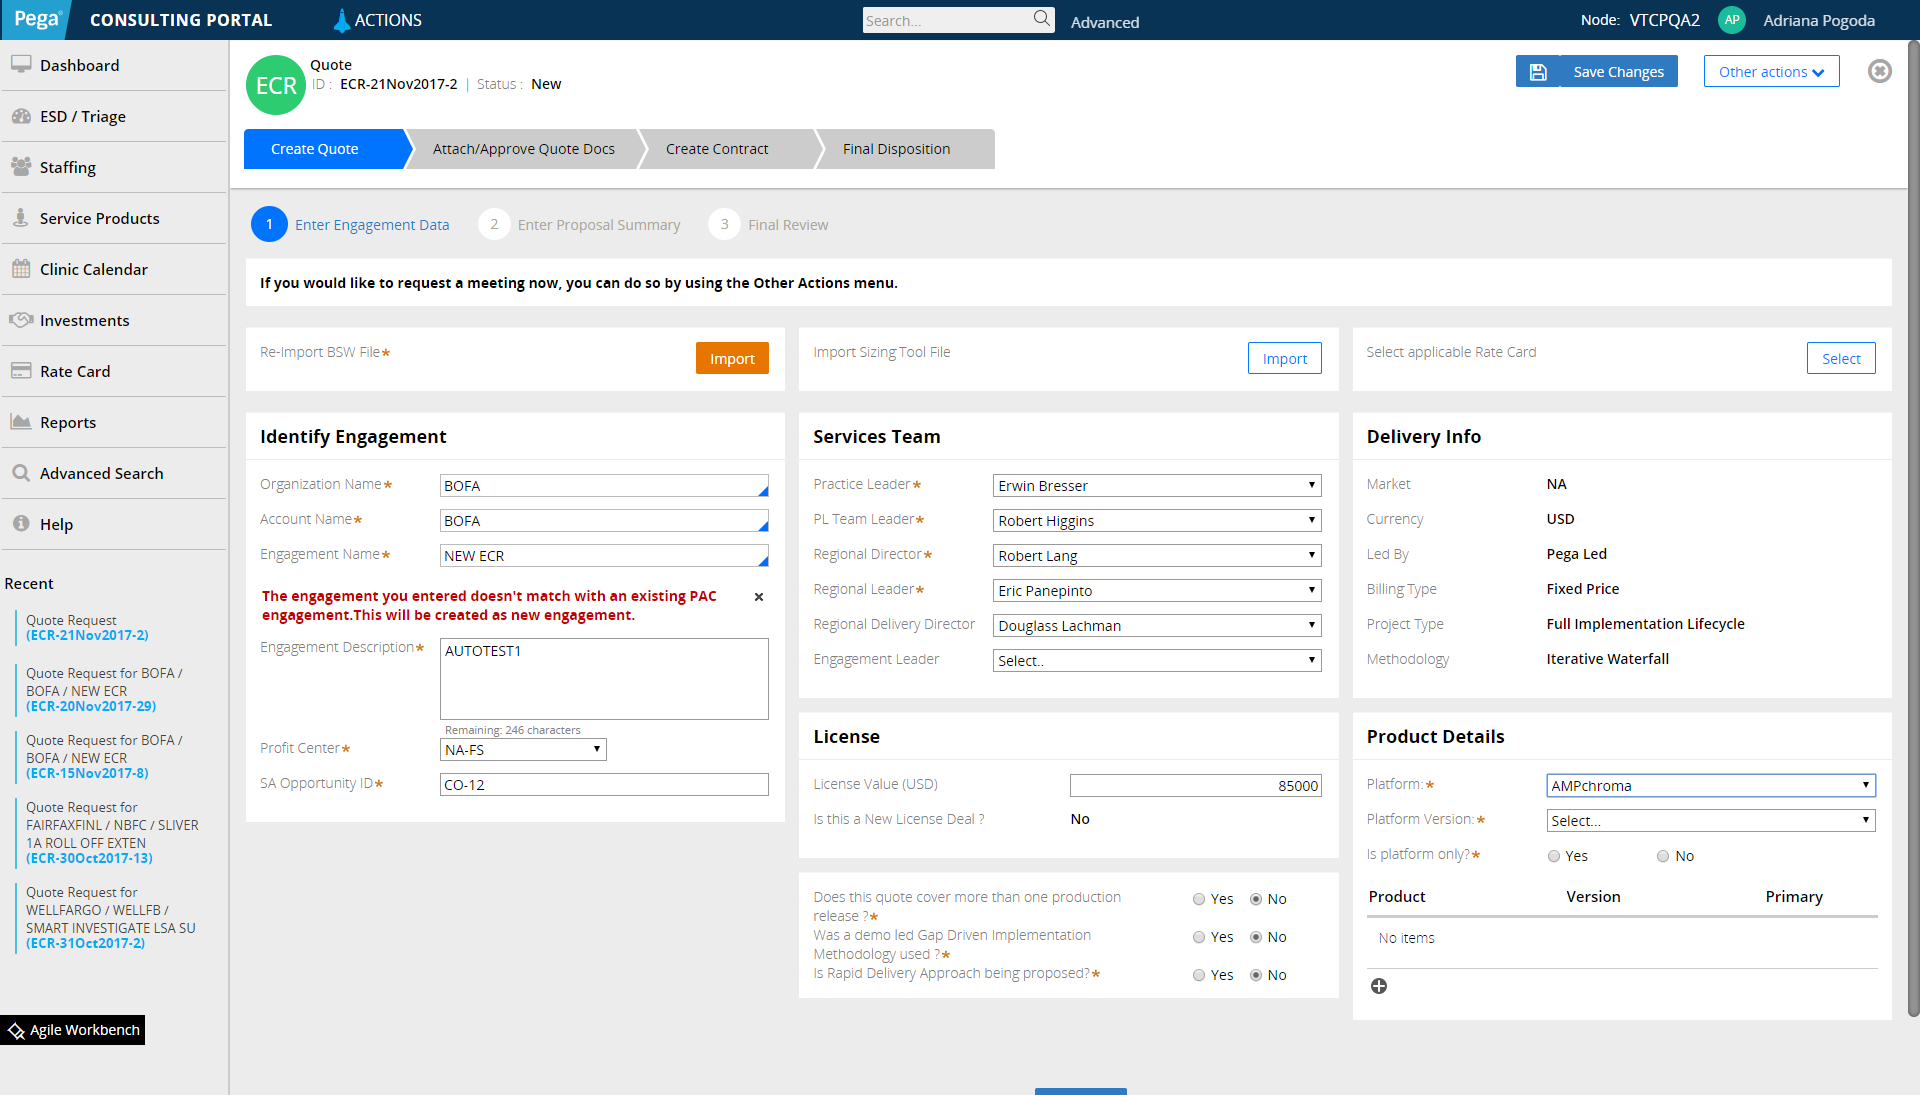 Pega® CONSULTING PORTAL ACTIONS Search... Advanced Node: VTCPQA2 AP Adriana Pogoda
Dashboard
ESD / Triage
Staffing
Service Products
Clinic Calendar
Investments
Rate Card
Reports
Advanced Search
Help
Recent
Quote Request
(ECR-21Nov2017-2)
Quote Request for BOFA /
BOFA / NEW ECR
(ECR-20Nov2017-29)
Quote Request for BOFA /
BOFA / NEW ECR
(ECR-15Nov2017-8)
Quote Request for
FAIRFAXFINL / NBFC / SLIVER
1A ROLL OFF EXTEN
(ECR-30Oct2017-13)
Quote Request for
WELLFARGO / WELLFB /
SMART INVESTIGATE LSA SU
(ECR-31Oct2017-2)
Agile Workbench
ECR
Quote
ID : ECR-21Nov2017-2 | Status : New
Save Changes
Other actions
Create Quote Attach/Approve Quote Docs Create Contract Final Disposition
1 Enter Engagement Data 2 Enter Proposal Summary 3 Final Review
If you would like to request a meeting now, you can do so by using the Other Actions menu.
Re-Import BSW File* Import
Import Sizing Tool File Import
Select applicable Rate Card Select
Identify Engagement
Organization Name* BOFA
Account Name* BOFA
Engagement Name* NEW ECR
The engagement you entered doesn't match with an existing PAC
engagement.This will be created as new engagement.
Engagement Description* AUTOTEST1
Remaining: 246 characters
Profit Center* NA-FS
SA Opportunity ID* CO-12
Services Team
Practice Leader* Erwin Bresser
PL Team Leader* Robert Higgins
Regional Director* Robert Lang
Regional Leader* Eric Panepinto
Regional Delivery Director Douglass Lachman
Engagement Leader Select..
License
License Value (USD) 85000
Is this a New License Deal ? No
Does this quote cover more than one production
release ?* Yes No
Was a demo led Gap Driven Implementation
Methodology used ?* Yes No
Is Rapid Delivery Approach being proposed?* Yes No
Delivery Info
Market NA
Currency USD
Led By Pega Led
Billing Type Fixed Price
Project Type Full Implementation Lifecycle
Methodology Iterative Waterfall
Product Details
Platform:* AMPchroma
Platform Version:* Select...
Is platform only?* Yes No
Product Version Primary
No items